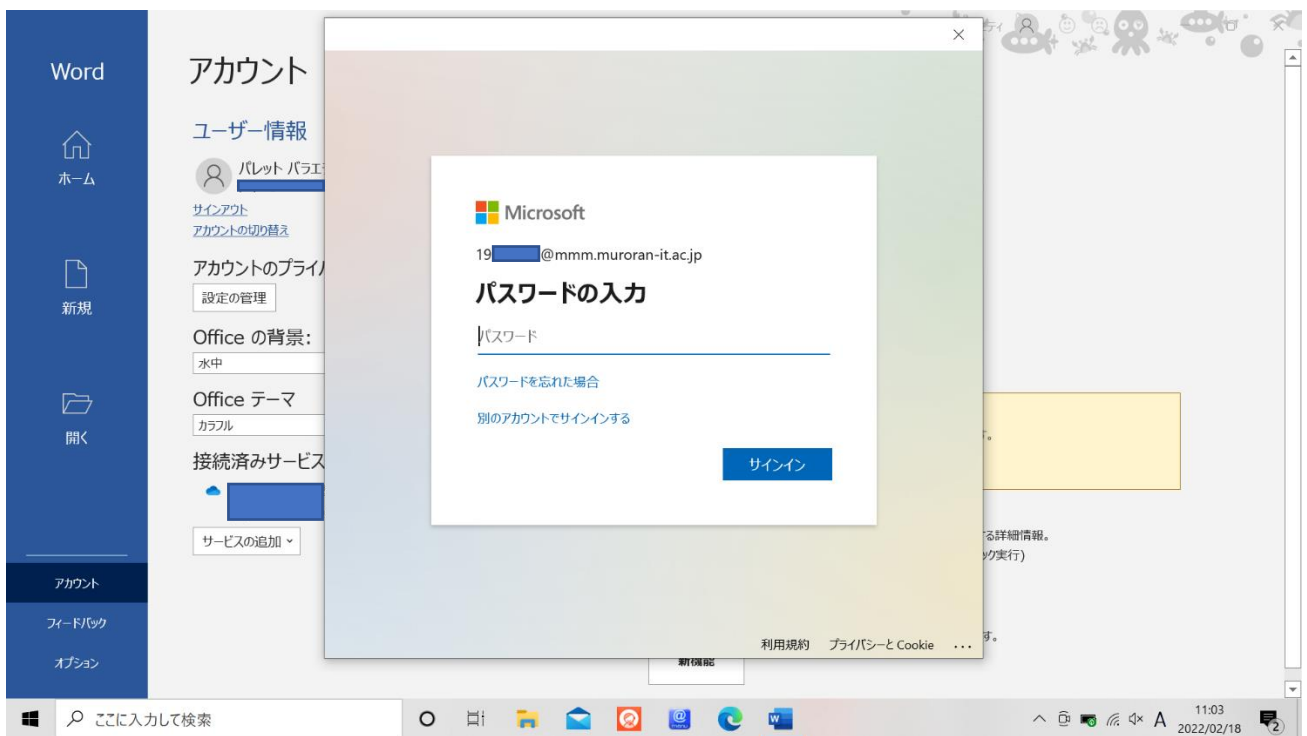 Word
ホーム
新規
開く
アカウント
フィードバック
オプション
アカウント
ユーザー情報
パレット バラエ
サインアウト
アカウントの切り替え
アカウントのプライバ
設定の管理
Office の背景:
水中
Office テーマ
カラフル
接続済みサービス
サービスの追加
Microsoft
19 @mmm.muroran-it.ac.jp
パスワードの入力
パスワード
パスワードを忘れた場合
別のアカウントでサインインする
サインイン
利用規約 プライバシーと Cookie ...
ティ
す。
する詳細情報。
ック実行)
す。
新機能
ここに入力して検索
A
11:03
2022/02/18
2